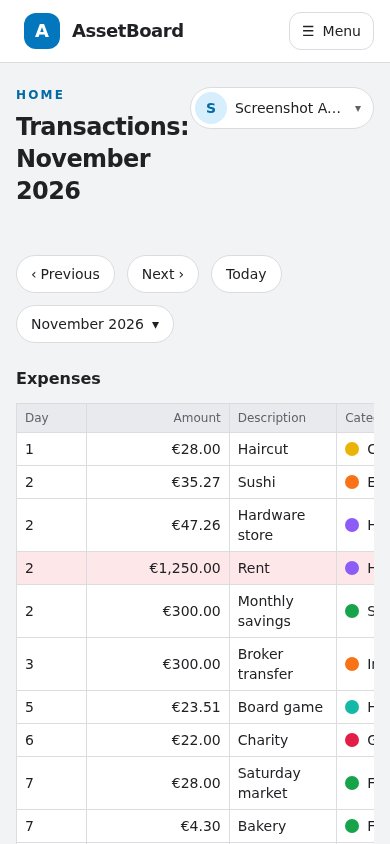 A AssetBoard
☰ Menu
HOME
Transactions:
November
2026
S Screenshot A... ▾
‹ Previous
Next ›
Today
November 2026 ▾
Expenses
Day Amount Description
1 €28.00 Haircut
2 €35.27 Sushi
2 €47.26 Hardware
store
2 €1,250.00 Rent
2 €300.00 Monthly
savings
3 €300.00 Broker
transfer
5 €23.51 Board game
6 €22.00 Charity
7 €28.00 Saturday
market
7 €4.30 Bakery